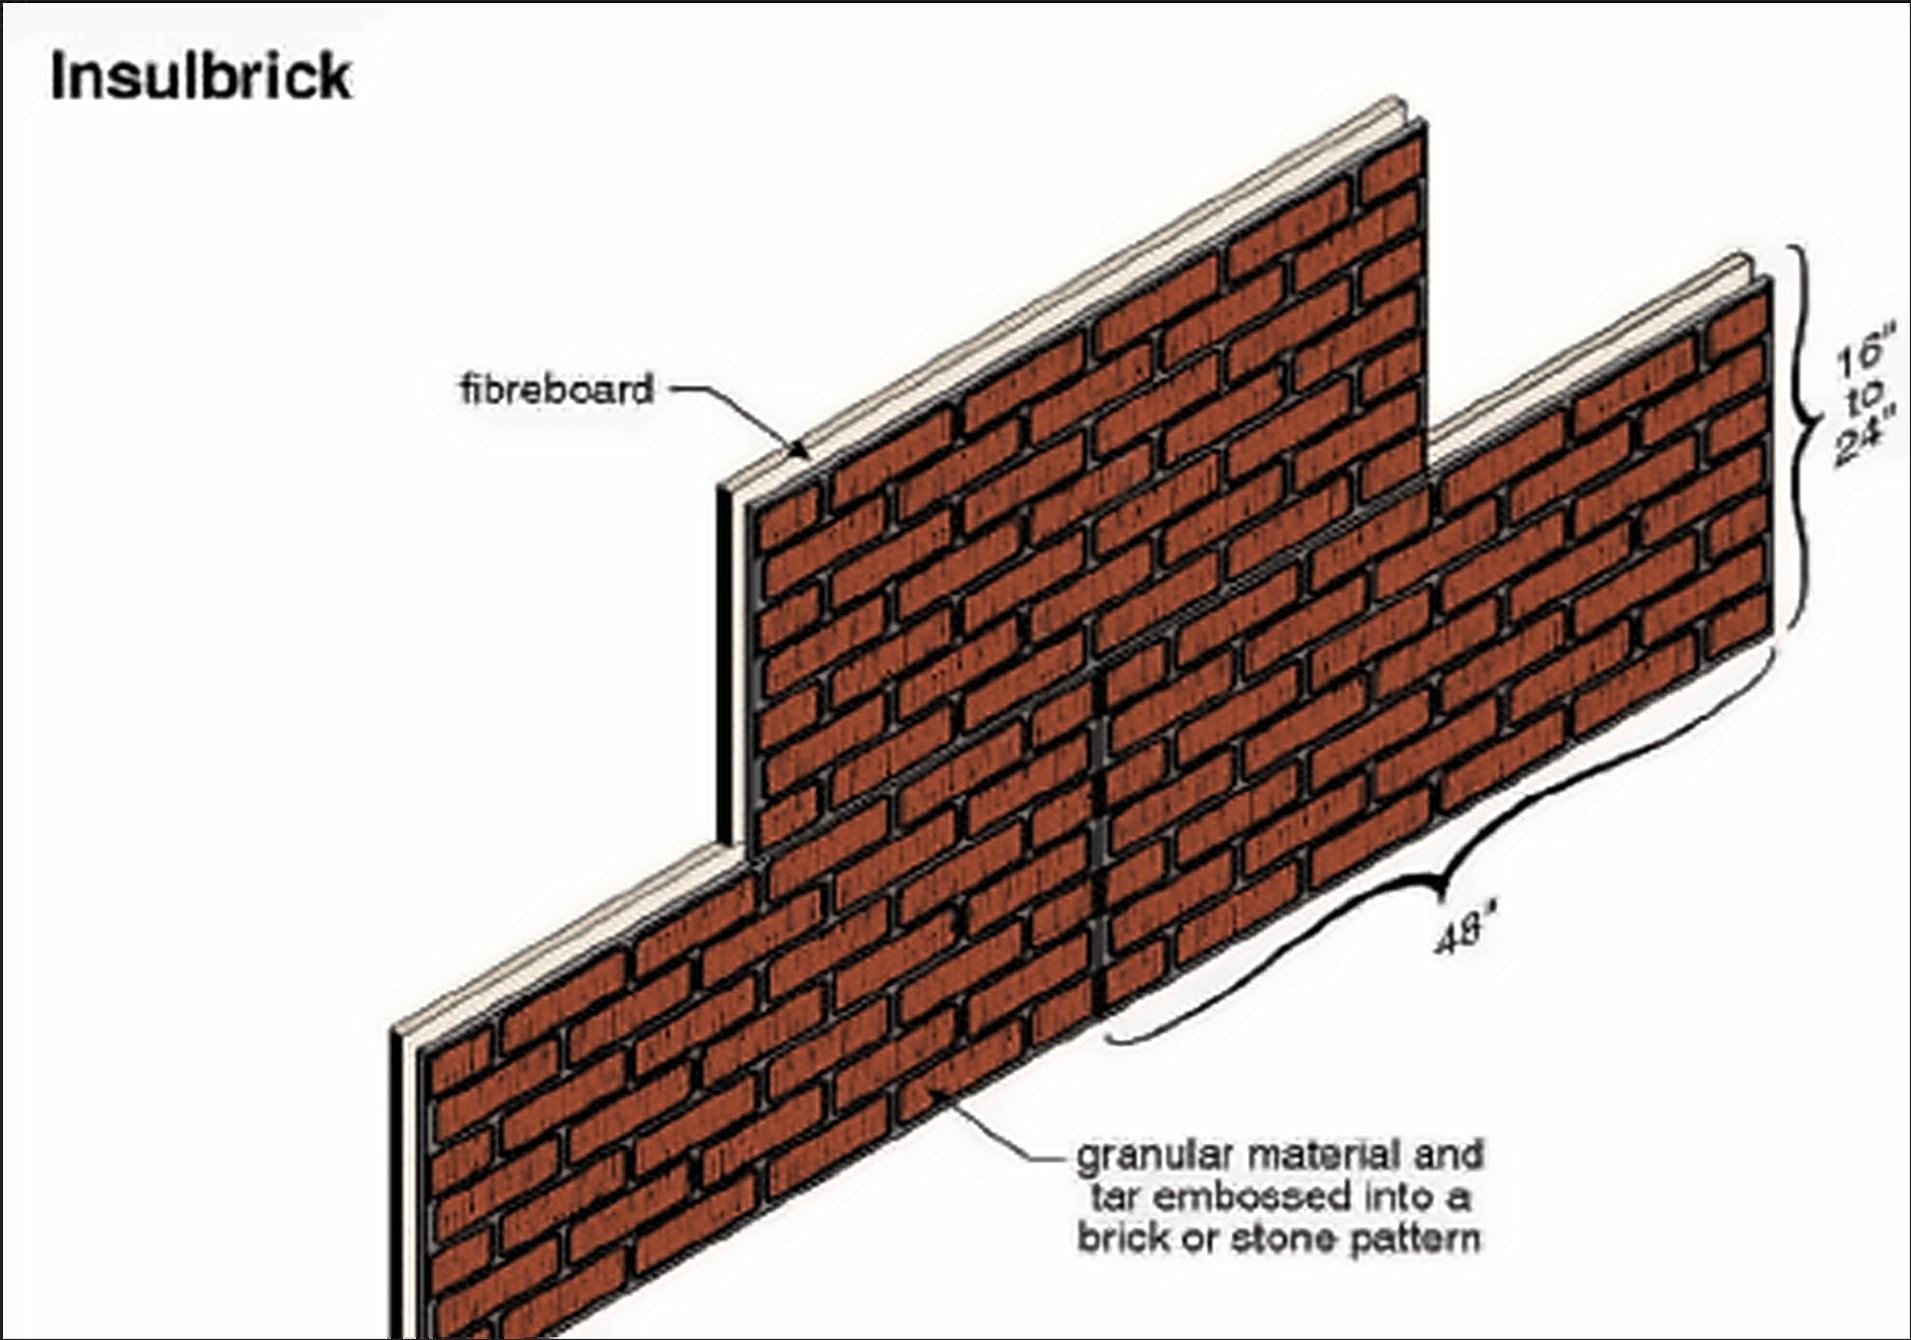 Insulbrick
fibreboard
16"
to
24"
48"
granular material and
tar embossed into a
brick or stone pattern